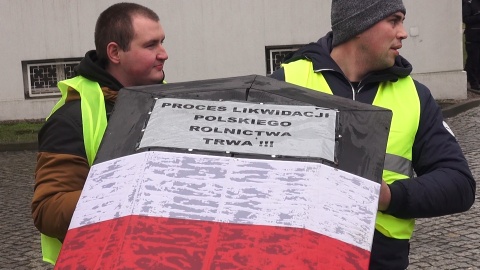 PROCES LIKWIDACJI
POLSKIEGO
ROLNICTWA
TRWA !!!